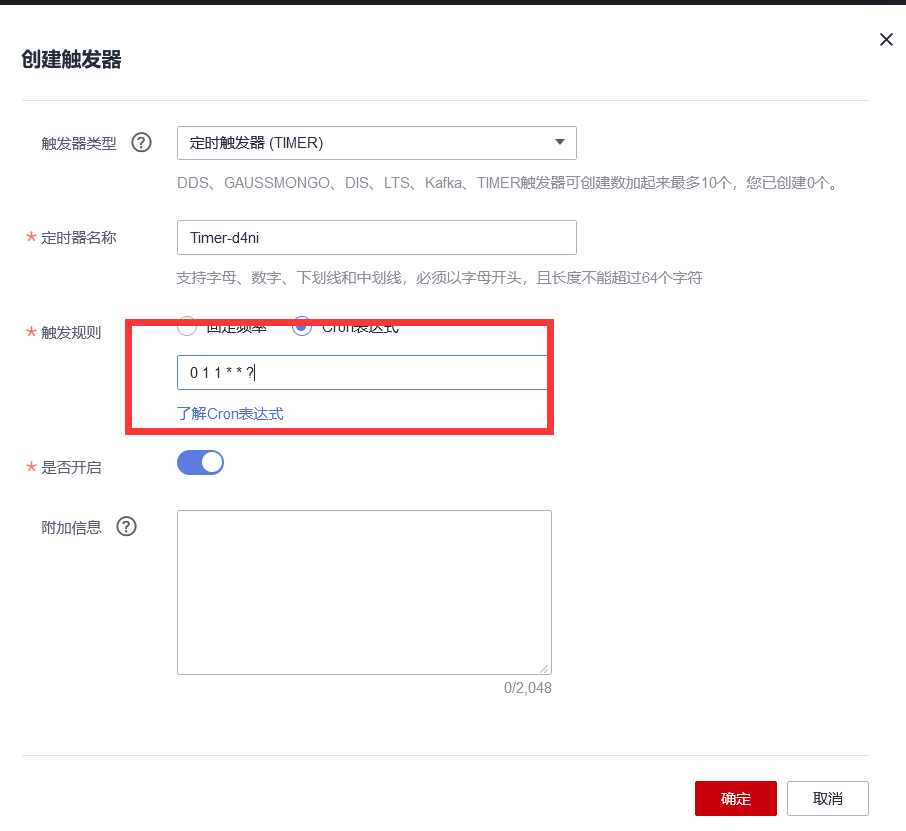 创建触发器
触发器类型 ? 定时触发器 (TIMER)
DDS、GAUSSMONGO、DIS、LTS、Kafka、TIMER触发器可创建数加起来最多10个，您已创建0个。
* 定时器名称 Timer-d4ni
支持字母、数字、下划线和中划线，必须以字母开头，且长度不能超过64个字符
* 触发规则 固定频率 Cron表达式
0 1 1 * * ?
了解Cron表达式
* 是否开启
附加信息 ?
0/2,048
确定 取消